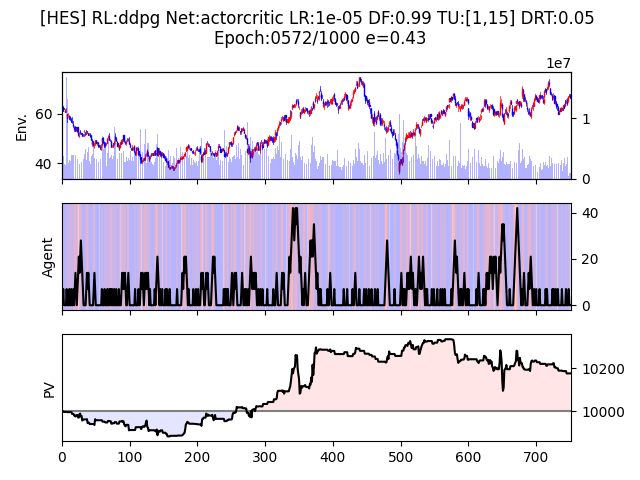 [HES] RL:ddpg Net:actorcritic LR:1e-05 DF:0.99 TU:[1,15] DRT:0.05
Epoch:0572/1000 e=0.43
1e7
Env.
60
40
1
0
Agent
40
20
0
PV
10200
10000
0 100 200 300 400 500 600 700